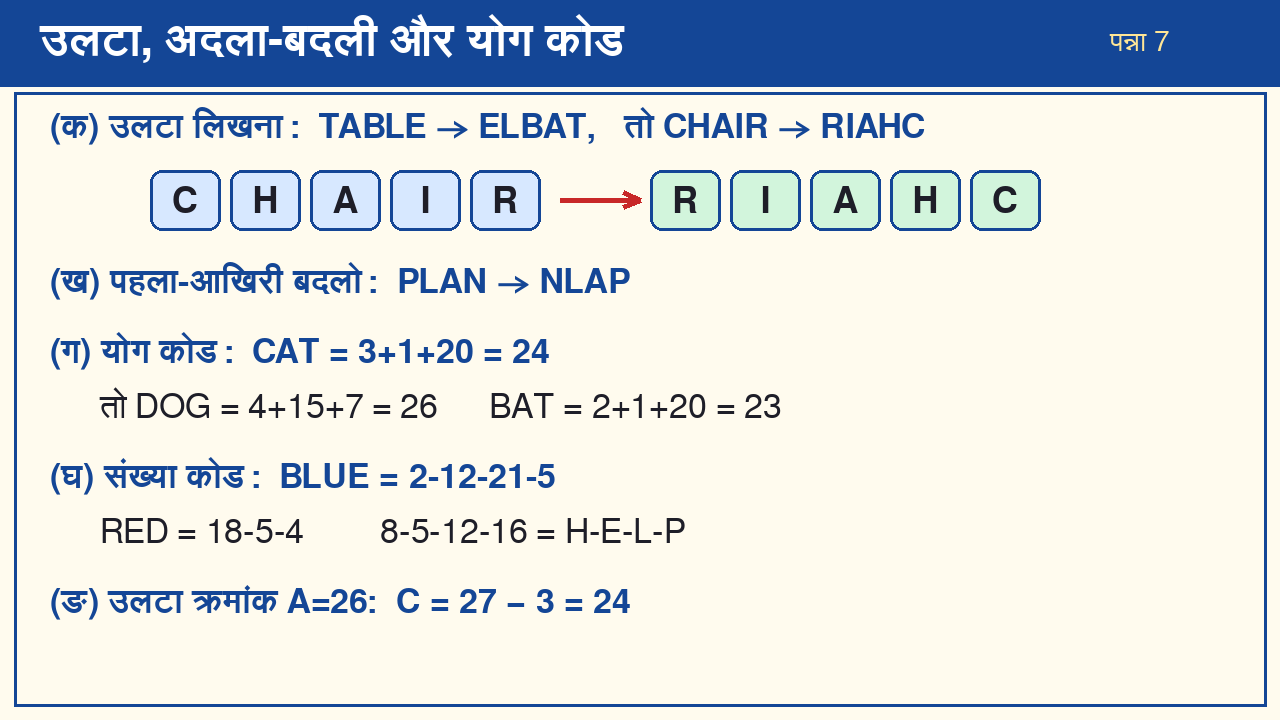 उलटा, अदला-बदली और योग कोड
पन्ना 7
(क) उलटा लिखना : TABLE → ELBAT, तो CHAIR → RIAHC
C H A I R → R I A H C
(ख) पहला-आखिरी बदलो : PLAN → NLAP
(ग) योग कोड : CAT = 3+1+20 = 24
तो DOG = 4+15+7 = 26 BAT = 2+1+20 = 23
(घ) संख्या कोड : BLUE = 2-12-21-5
RED = 18-5-4 8-5-12-16 = H-E-L-P
(ङ) उलटा क्रमांक A=26: C = 27 – 3 = 24